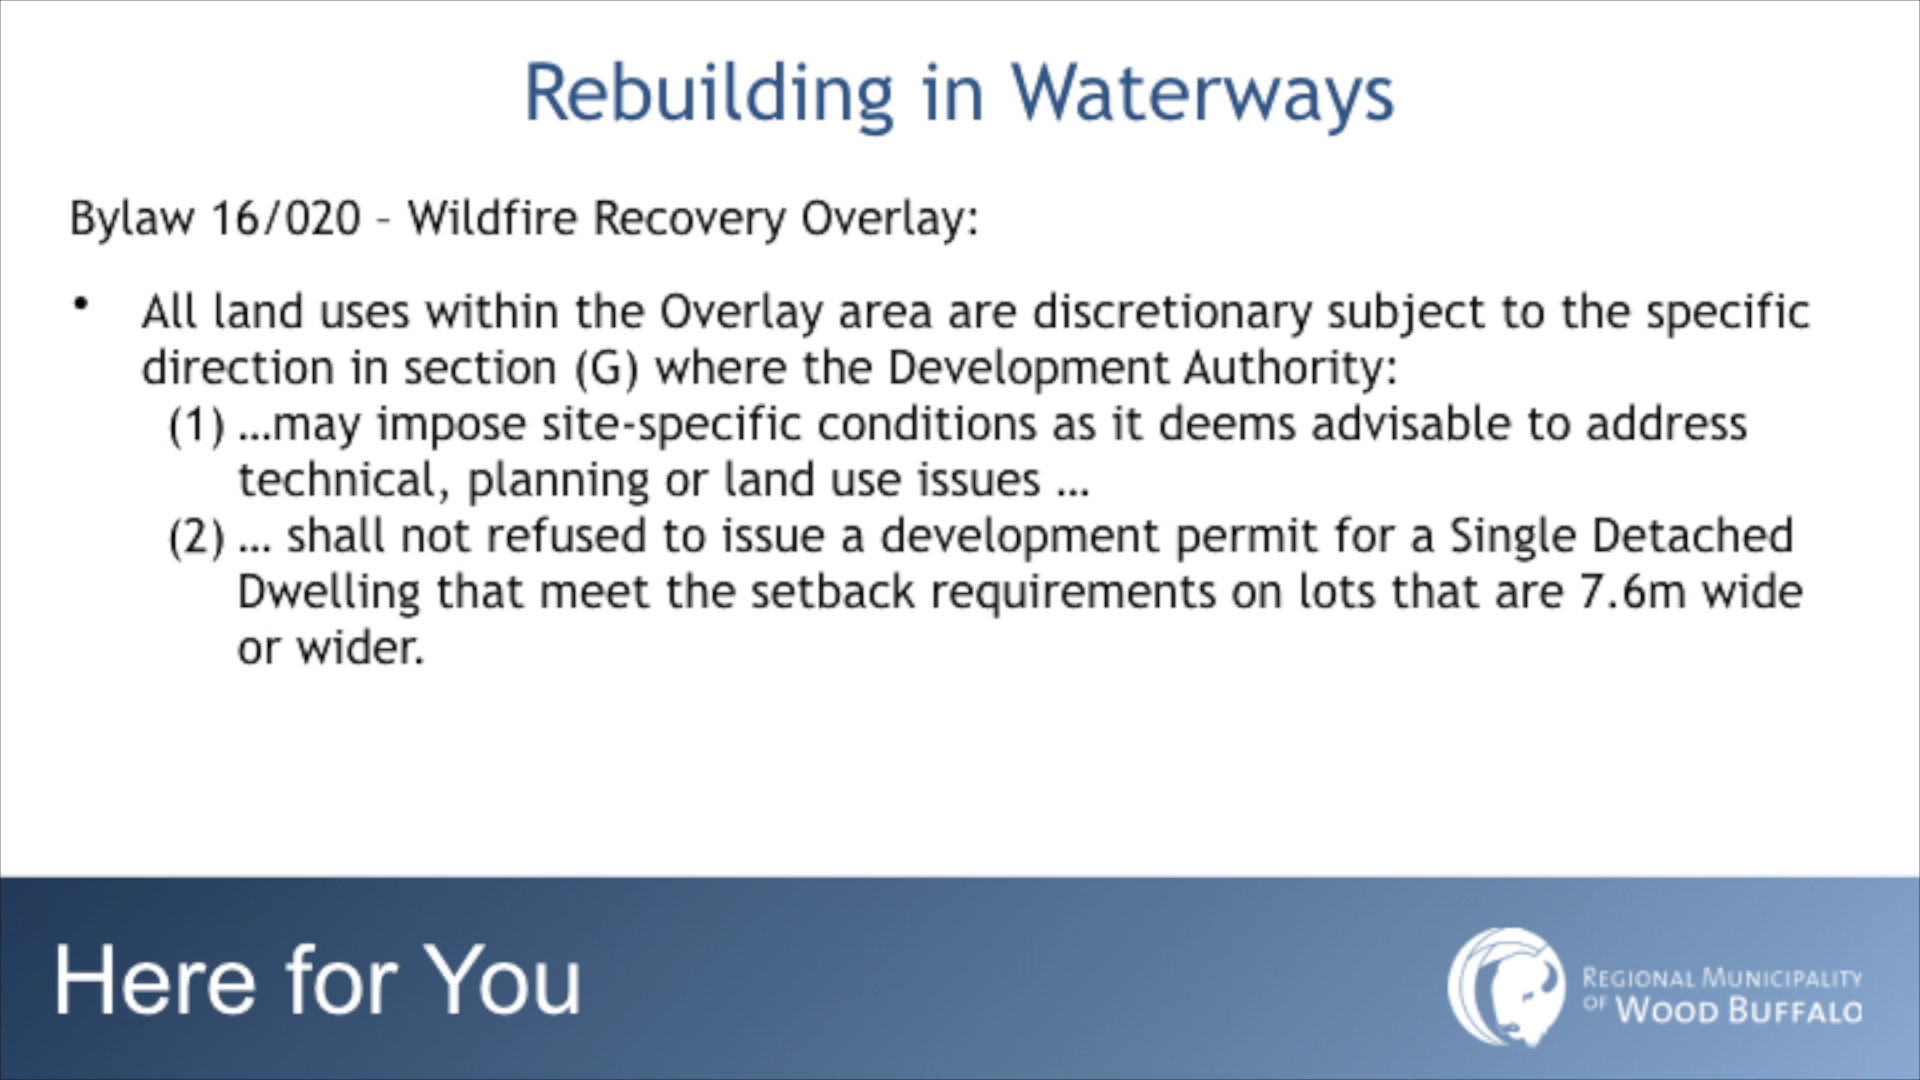 Rebuilding in Waterways
Bylaw 16/020 – Wildfire Recovery Overlay:
• All land uses within the Overlay area are discretionary subject to the specific
direction in section (G) where the Development Authority:
(1) …may impose site-specific conditions as it deems advisable to address
technical, planning or land use issues …
(2) … shall not refused to issue a development permit for a Single Detached
Dwelling that meet the setback requirements on lots that are 7.6m wide
or wider.
Here for You
REGIONAL MUNICIPALITY
OF WOOD BUFFALO